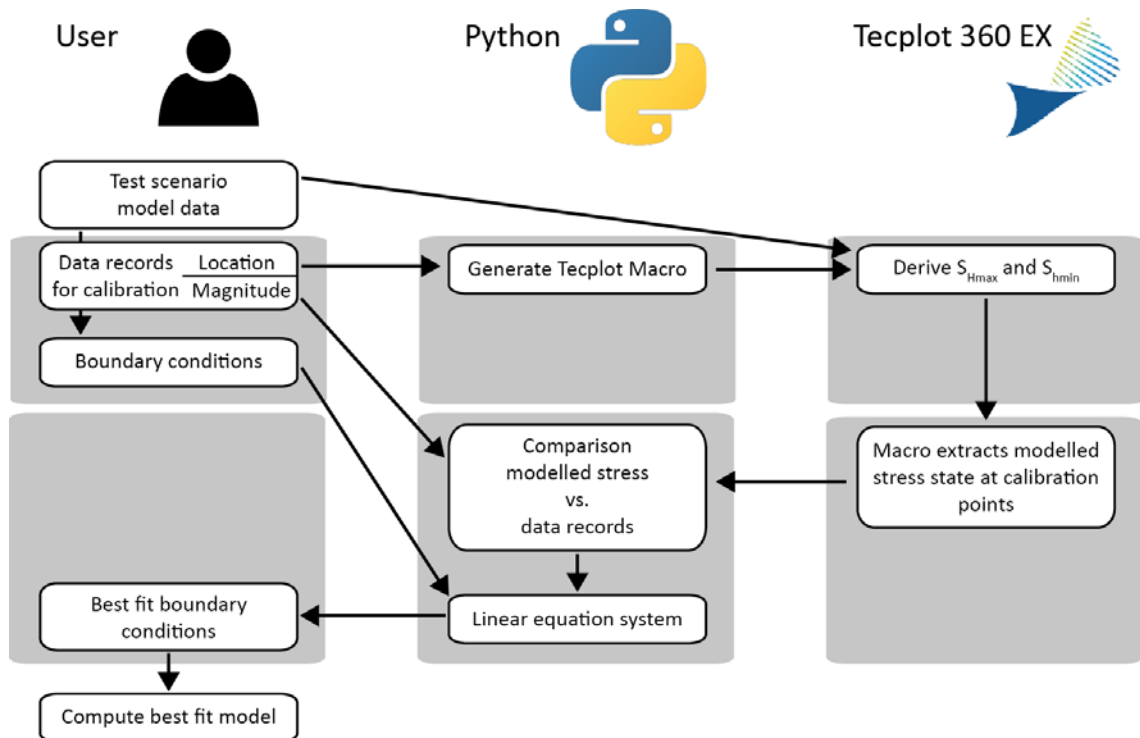 User
Python
Tecplot 360 EX
Test scenario
model data
Data records
for calibration
Location
Magnitude
Generate Tecplot Macro
Derive S_Hmax and S_hmin
Boundary conditions
Comparison
modelled stress
vs.
data records
Macro extracts modelled
stress state at calibration
points
Best fit boundary
conditions
Linear equation system
Compute best fit model